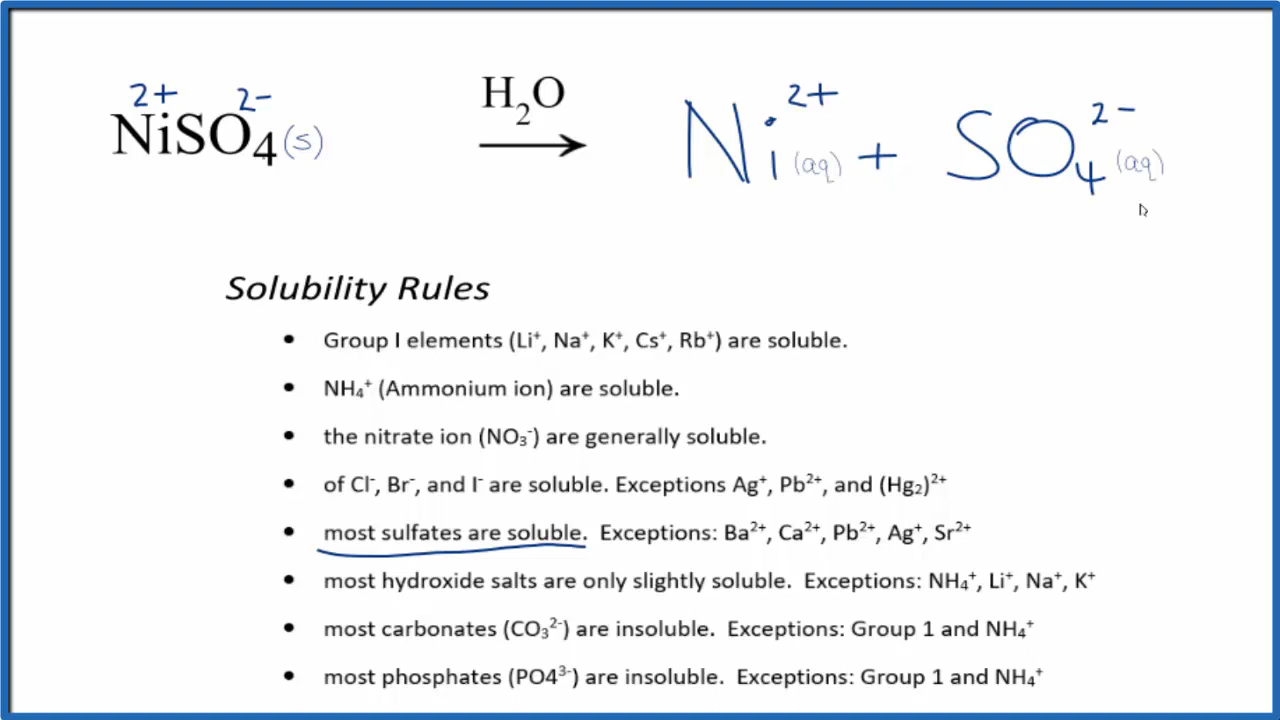 2+ 2-
NiSO₄(s) H₂O → Ni²⁺(aq) + SO₄²⁻(aq)
Solubility Rules
• Group I elements (Li⁺, Na⁺, K⁺, Cs⁺, Rb⁺) are soluble.
• NH₄⁺ (Ammonium ion) are soluble.
• the nitrate ion (NO₃⁻) are generally soluble.
• of Cl⁻, Br⁻, and I⁻ are soluble. Exceptions Ag⁺, Pb²⁺, and (Hg₂)²⁺
• most sulfates are soluble. Exceptions: Ba²⁺, Ca²⁺, Pb²⁺, Ag⁺, Sr²⁺
• most hydroxide salts are only slightly soluble. Exceptions: NH₄⁺, Li⁺, Na⁺, K⁺
• most carbonates (CO₃²⁻) are insoluble. Exceptions: Group 1 and NH₄⁺
• most phosphates (PO4³⁻) are insoluble. Exceptions: Group 1 and NH₄⁺